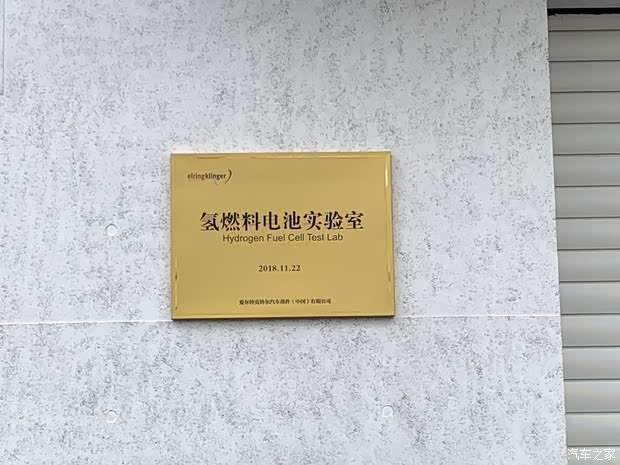 elringklinger
氢燃料电池实验室
Hydrogen Fuel Cell Test Lab
2018.11.22
爱尔铃克铃尔汽车部件（中国）有限公司
汽车之家